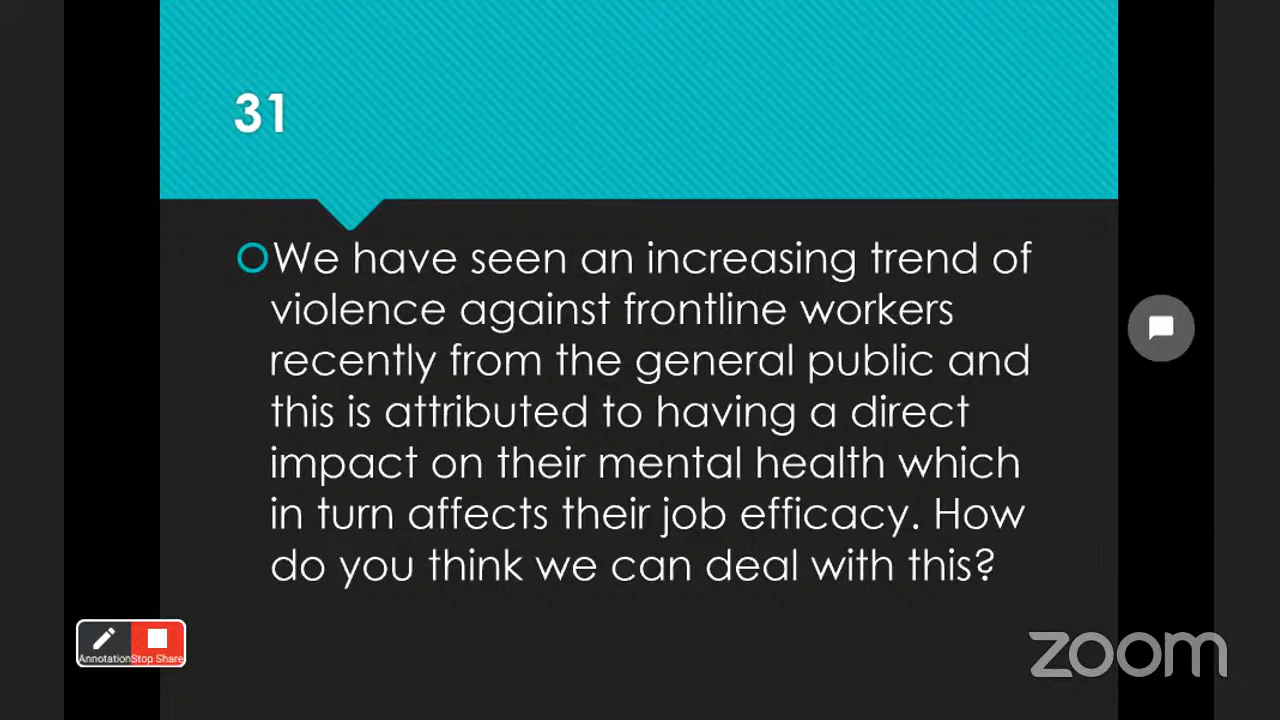 31
We have seen an increasing trend of
violence against frontline workers
recently from the general public and
this is attributed to having a direct
impact on their mental health which
in turn affects their job efficacy. How
do you think we can deal with this?
Annotation Stop Share
zoom